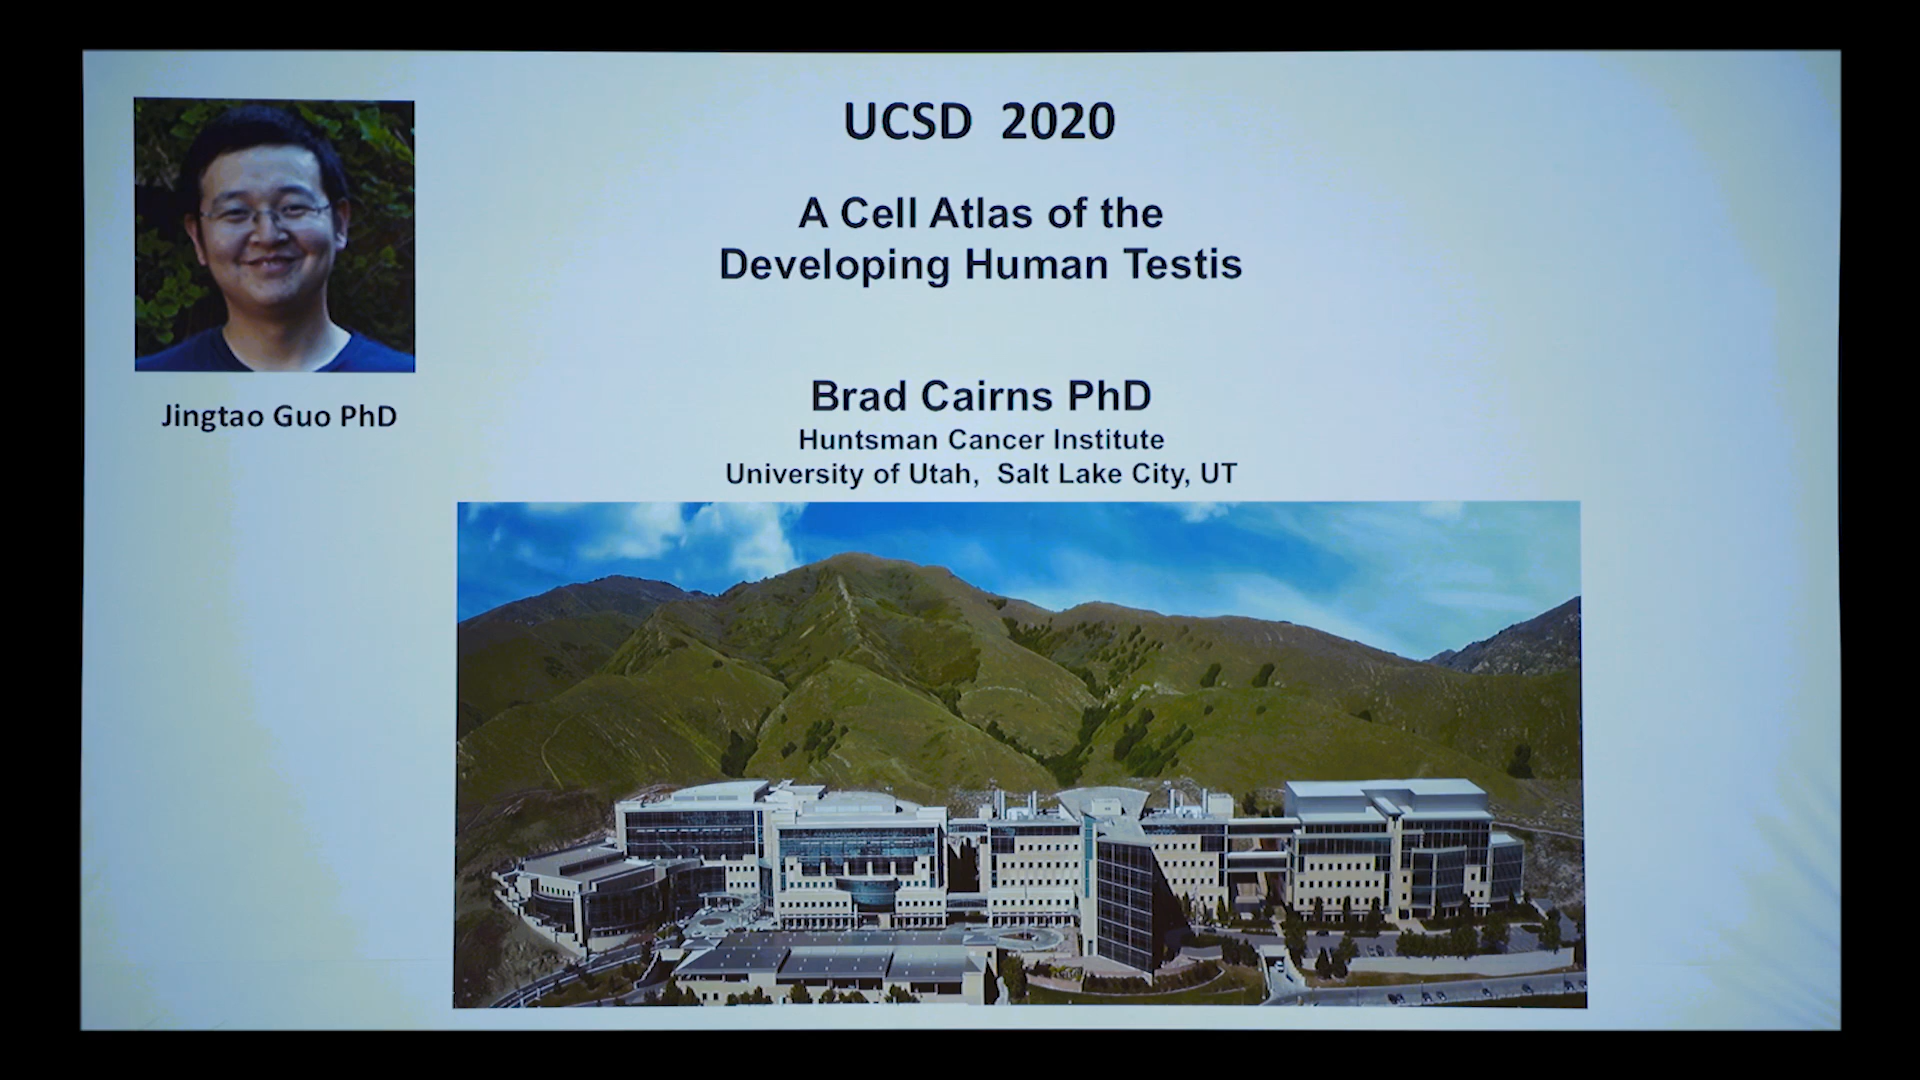 UCSD 2020
A Cell Atlas of the
Developing Human Testis
Jingtao Guo PhD
Brad Cairns PhD
Huntsman Cancer Institute
University of Utah, Salt Lake City, UT